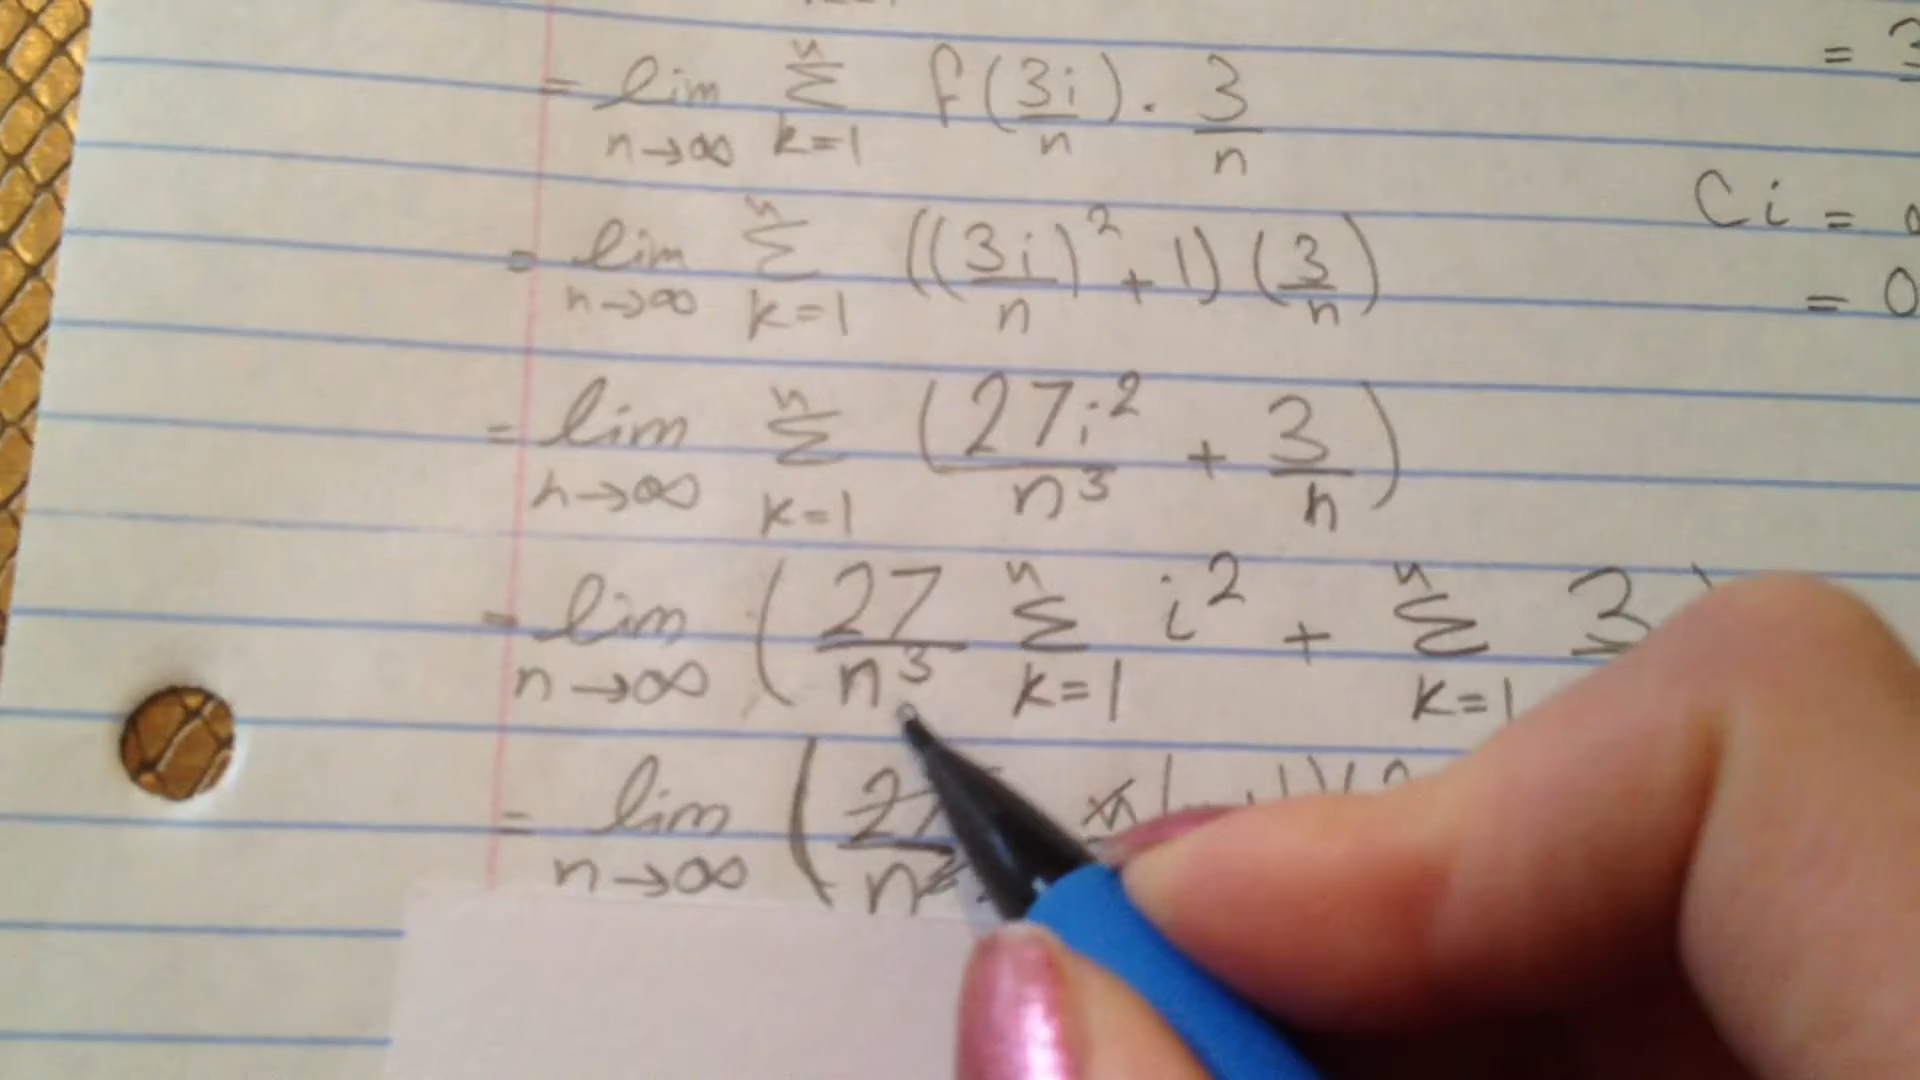 = lim n→∞ n Σ k=1 f(3i/n) · 3/n
= 3
Ci =
= lim n→∞ n Σ k=1 ((3i/n)² + 1)(3/n)
= 0
= lim n→∞ n Σ k=1 (27i²/n³ + 3/n)
= lim n→∞ (27/n³ n Σ k=1 i² + n Σ k=1 3
= lim n→∞ (27/n n(